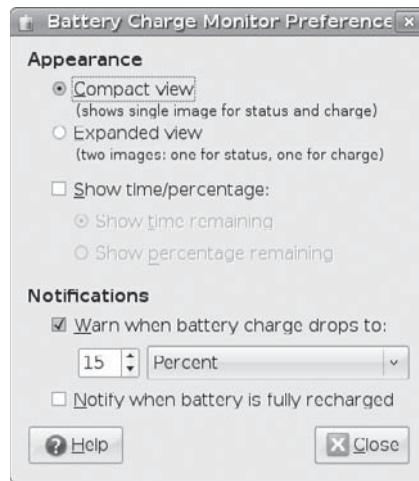 Battery Charge Monitor Preference
Appearance
Compact view
(shows single image for status and charge)
Expanded view
(two images: one for status, one for charge)
Show time/percentage:
Show time remaining
Show percentage remaining
Notifications
Warn when battery charge drops to:
15 Percent
Notify when battery is fully recharged
Help Close